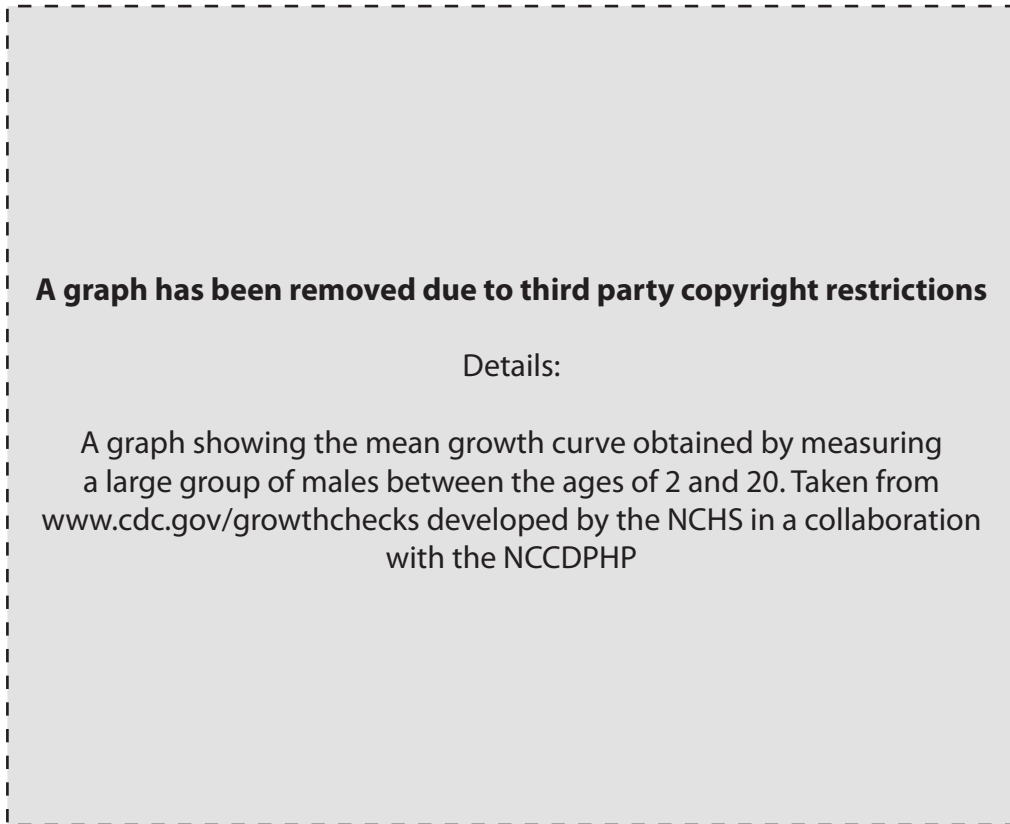 A graph has been removed due to third party copyright restrictions
Details:
A graph showing the mean growth curve obtained by measuring
a large group of males between the ages of 2 and 20. Taken from
www.cdc.gov/growthchecks developed by the NCHS in a collaboration
with the NCCDPHP